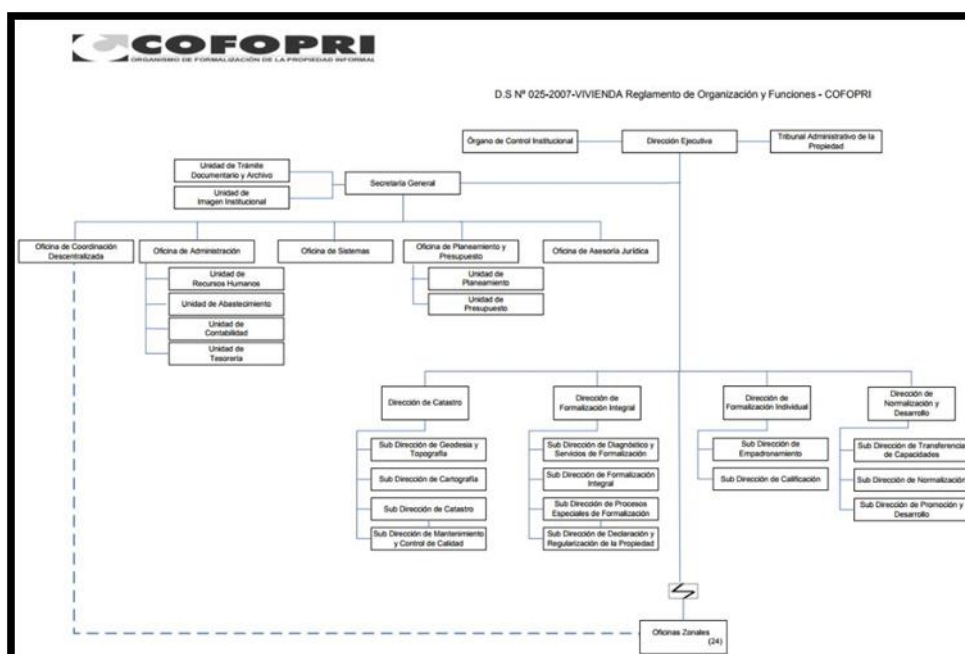 COFOPRI
ORGANISMO DE FORMALIZACIÓN DE LA PROPIEDAD INFORMAL
D.S Nº 025-2007-VIVIENDA Reglamento de Organización y Funciones - COFOPRI
Órgano de Control Institucional
Dirección Ejecutiva
Tribunal Administrativo de la
Propiedad
Unidad de Trámite
Documentario y Archivo
Secretaría General
Unidad de
Imagen Institucional
Oficina de Coordinación
Descentralizada
Oficina de Administración
Oficina de Sistemas
Oficina de Planeamiento y
Presupuesto
Oficina de Asesoría Jurídica
Unidad de
Recursos Humanos
Unidad de Abastecimiento
Unidad de
Contabilidad
Unidad de
Tesorería
Unidad de
Planeamiento
Unidad de
Presupuesto
Dirección de Catastro
Dirección de
Formalización Integral
Dirección de
Formalización Individual
Dirección de
Normalización y
Desarrollo
Sub Dirección de Geodesia y
Topografía
Sub Dirección de Cartografía
Sub Dirección de Catastro
Sub Dirección de Mantenimiento
y Control de Calidad
Sub Dirección de Diagnóstico y
Servicios de Formalización
Sub Dirección de Formalización
Integral
Sub Dirección de Procesos
Especiales de Formalización
Sub Dirección de Declaración y
Regularización de la Propiedad
Sub Dirección de
Empadronamiento
Sub Dirección de Calificación
Sub Dirección de Transferencia
de Capacidades
Sub Dirección de Normalización
Sub Dirección de Promoción y
Desarrollo
Oficinas Zonales
(24)